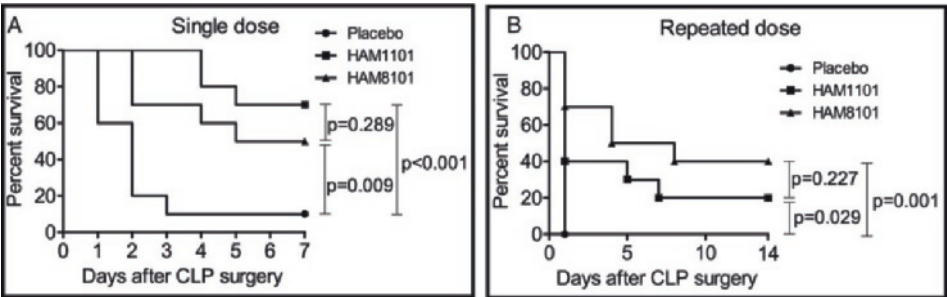 A
Single dose
Placebo
HAM1101
HAM8101
Percent survival
100
80
60
40
20
0
0 1 2 3 4 5 6 7
Days after CLP surgery
p=0.289
p=0.009
p<0.001
B
Repeated dose
Placebo
HAM1101
HAM8101
Percent survival
100
80
60
40
20
0
0 5 10 14
Days after CLP surgery
p=0.227
p=0.029
p=0.001